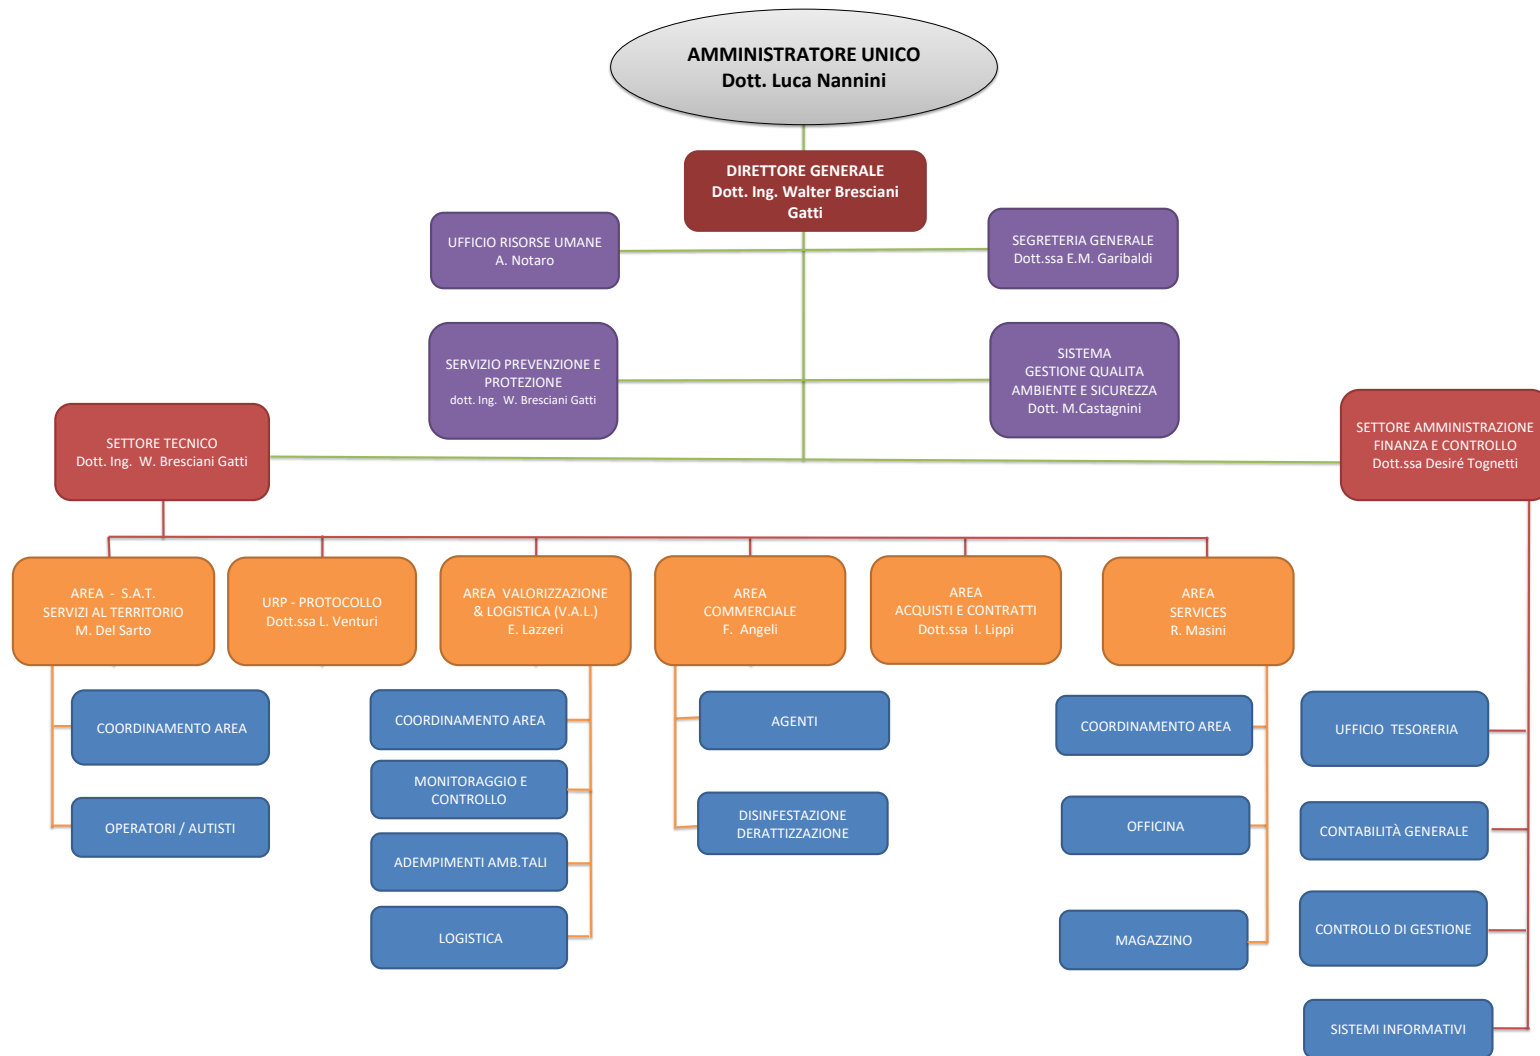 AMMINISTRATORE UNICO
Dott. Luca Nannini
DIRETTORE GENERALE
Dott. Ing. Walter Bresciani
Gatti
UFFICIO RISORSE UMANE
A. Notaro
SEGRETERIA GENERALE
Dott.ssa E.M. Garibaldi
SERVIZIO PREVENZIONE E
PROTEZIONE
dott. Ing. W. Bresciani Gatti
SISTEMA
GESTIONE QUALITA
AMBIENTE E SICUREZZA
Dott. M.Castagnini
SETTORE TECNICO
Dott. Ing. W. Bresciani Gatti
SETTORE AMMINISTRAZIONE
FINANZA E CONTROLLO
Dott.ssa Desiré Tognetti
AREA - S.A.T.
SERVIZI AL TERRITORIO
M. Del Sarto
URP - PROTOCOLLO
Dott.ssa L. Venturi
AREA VALORIZZAZIONE
& LOGISTICA (V.A.L.)
E. Lazzeri
AREA
COMMERCIALE
F. Angeli
AREA
ACQUISTI E CONTRATTI
Dott.ssa I. Lippi
AREA
SERVICES
R. Masini
COORDINAMENTO AREA
OPERATORI / AUTISTI
COORDINAMENTO AREA
MONITORAGGIO E
CONTROLLO
ADEMPIMENTI AMB.TALI
LOGISTICA
AGENTI
DISINFESTAZIONE
DERATTIZZAZIONE
COORDINAMENTO AREA
OFFICINA
MAGAZZINO
UFFICIO TESORERIA
CONTABILITÀ GENERALE
CONTROLLO DI GESTIONE
SISTEMI INFORMATIVI